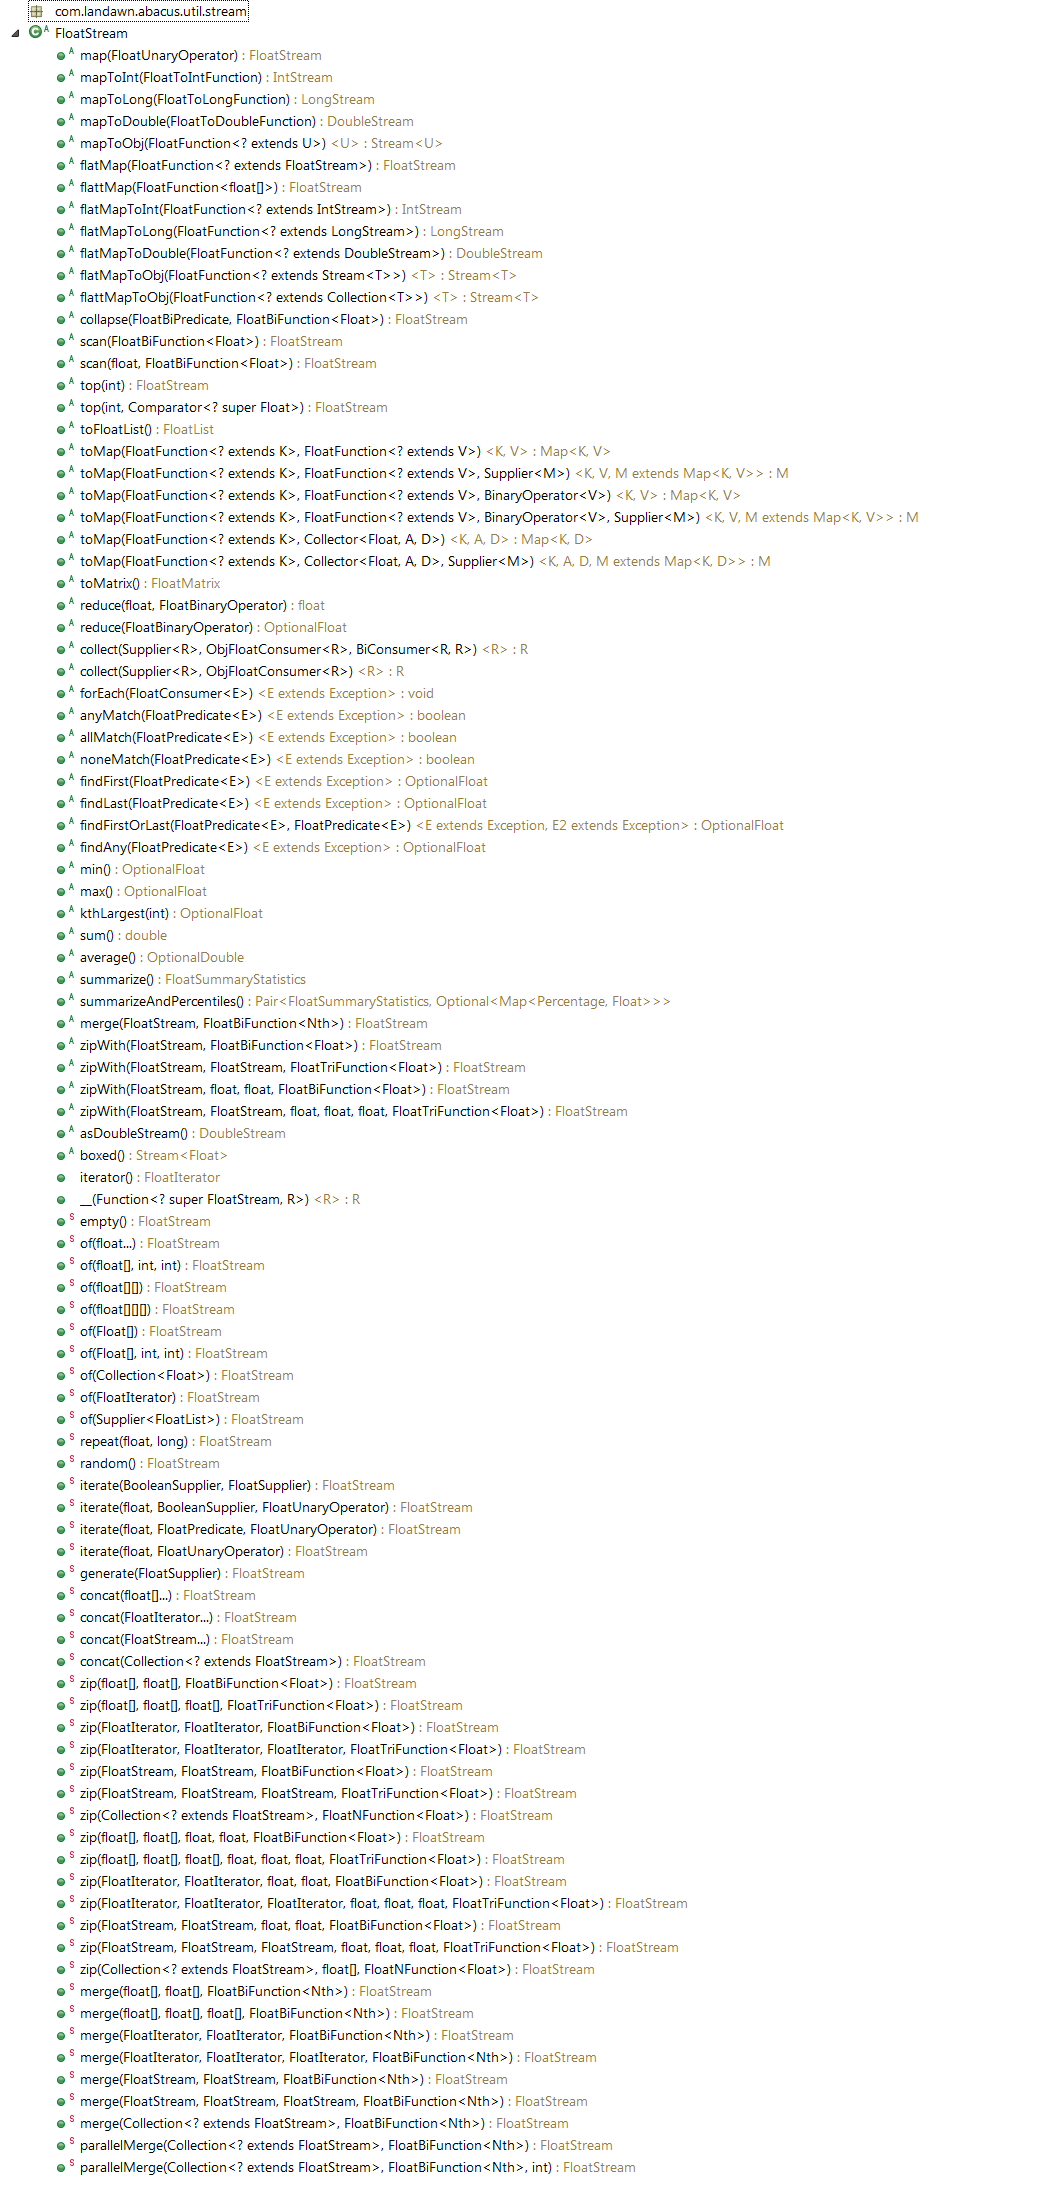 com.landawn.abacus.util.stream
FloatStream
map(FloatUnaryOperator) : FloatStream
mapToInt(FloatToIntFunction) : IntStream
mapToLong(FloatToLongFunction) : LongStream
mapToDouble(FloatToDoubleFunction) : DoubleStream
mapToObj(FloatFunction<? extends U>) <U> : Stream<U>
flatMap(FloatFunction<? extends FloatStream>) : FloatStream
flattMap(FloatFunction<float[]>) : FloatStream
flatMapToInt(FloatFunction<? extends IntStream>) : IntStream
flatMapToLong(FloatFunction<? extends LongStream>) : LongStream
flatMapToDouble(FloatFunction<? extends DoubleStream>) : DoubleStream
flatMapToObj(FloatFunction<? extends Stream<T>>) <T> : Stream<T>
flattMapToObj(FloatFunction<? extends Collection<T>>) <T> : Stream<T>
collapse(FloatBiPredicate, FloatBiFunction<Float>) : FloatStream
scan(FloatBiFunction<Float>) : FloatStream
scan(float, FloatBiFunction<Float>) : FloatStream
top(int) : FloatStream
top(int, Comparator<? super Float>) : FloatStream
toFloatList() : FloatList
toMap(FloatFunction<? extends K>, FloatFunction<? extends V>) <K, V> : Map<K, V>
toMap(FloatFunction<? extends K>, FloatFunction<? extends V>, Supplier<M>) <K, V, M extends Map<K, V>> : M
toMap(FloatFunction<? extends K>, FloatFunction<? extends V>, BinaryOperator<V>) <K, V> : Map<K, V>
toMap(FloatFunction<? extends K>, FloatFunction<? extends V>, BinaryOperator<V>, Supplier<M>) <K, V, M extends Map<K, V>> : M
toMap(FloatFunction<? extends K>, Collector<Float, A, D>) <K, A, D> : Map<K, D>
toMap(FloatFunction<? extends K>, Collector<Float, A, D>, Supplier<M>) <K, A, D, M extends Map<K, D>> : M
toMatrix() : FloatMatrix
reduce(float, FloatBinaryOperator) : float
reduce(FloatBinaryOperator) : OptionalFloat
collect(Supplier<R>, ObjFloatConsumer<R>, BiConsumer<R, R>) <R> : R
collect(Supplier<R>, ObjFloatConsumer<R>) <R> : R
forEach(FloatConsumer<E>) <E extends Exception> : void
anyMatch(FloatPredicate<E>) <E extends Exception> : boolean
allMatch(FloatPredicate<E>) <E extends Exception> : boolean
noneMatch(FloatPredicate<E>) <E extends Exception> : boolean
findFirst(FloatPredicate<E>) <E extends Exception> : OptionalFloat
findLast(FloatPredicate<E>) <E extends Exception> : OptionalFloat
findFirstOrLast(FloatPredicate<E>, FloatPredicate<E>) <E extends Exception, E2 extends Exception> : OptionalFloat
findAny(FloatPredicate<E>) <E extends Exception> : OptionalFloat
min() : OptionalFloat
max() : OptionalFloat
kthLargest(int) : OptionalFloat
sum() : double
average() : OptionalDouble
summarize() : FloatSummaryStatistics
summarizeAndPercentiles() : Pair<FloatSummaryStatistics, Optional<Map<Percentage, Float>>>
merge(FloatStream, FloatBiFunction<Nth>) : FloatStream
zipWith(FloatStream, FloatBiFunction<Float>) : FloatStream
zipWith(FloatStream, FloatStream, FloatTriFunction<Float>) : FloatStream
zipWith(FloatStream, float, float, FloatBiFunction<Float>) : FloatStream
zipWith(FloatStream, FloatStream, float, float, float, FloatTriFunction<Float>) : FloatStream
asDoubleStream() : DoubleStream
boxed() : Stream<Float>
iterator() : FloatIterator
__(Function<? super FloatStream, R>) <R> : R
empty() : FloatStream
of(float...) : FloatStream
of(float[], int, int) : FloatStream
of(float[][]) : FloatStream
of(float[][][]) : FloatStream
of(Float[]) : FloatStream
of(Float[], int, int) : FloatStream
of(Collection<Float>) : FloatStream
of(FloatIterator) : FloatStream
of(Supplier<FloatList>) : FloatStream
repeat(float, long) : FloatStream
random() : FloatStream
iterate(BooleanSupplier, FloatSupplier) : FloatStream
iterate(float, BooleanSupplier, FloatUnaryOperator) : FloatStream
iterate(float, FloatPredicate, FloatUnaryOperator) : FloatStream
iterate(float, FloatUnaryOperator) : FloatStream
generate(FloatSupplier) : FloatStream
concat(float[]...) : FloatStream
concat(FloatIterator...) : FloatStream
concat(FloatStream...) : FloatStream
concat(Collection<? extends FloatStream>) : FloatStream
zip(float[], float[], FloatBiFunction<Float>) : FloatStream
zip(float[], float[], float[], FloatTriFunction<Float>) : FloatStream
zip(FloatIterator, FloatIterator, FloatBiFunction<Float>) : FloatStream
zip(FloatIterator, FloatIterator, FloatIterator, FloatTriFunction<Float>) : FloatStream
zip(FloatStream, FloatStream, FloatBiFunction<Float>) : FloatStream
zip(FloatStream, FloatStream, FloatStream, FloatTriFunction<Float>) : FloatStream
zip(Collection<? extends FloatStream>, FloatNFunction<Float>) : FloatStream
zip(float[], float[], float, float, FloatBiFunction<Float>) : FloatStream
zip(float[], float[], float[], float, float, float, FloatTriFunction<Float>) : FloatStream
zip(FloatIterator, FloatIterator, float, float, FloatBiFunction<Float>) : FloatStream
zip(FloatIterator, FloatIterator, FloatIterator, float, float, float, FloatTriFunction<Float>) : FloatStream
zip(FloatStream, FloatStream, float, float, FloatBiFunction<Float>) : FloatStream
zip(FloatStream, FloatStream, FloatStream, float, float, float, FloatTriFunction<Float>) : FloatStream
zip(Collection<? extends FloatStream>, float[], FloatNFunction<Float>) : FloatStream
merge(float[], float[], FloatBiFunction<Nth>) : FloatStream
merge(float[], float[], float[], FloatBiFunction<Nth>) : FloatStream
merge(FloatIterator, FloatIterator, FloatBiFunction<Nth>) : FloatStream
merge(FloatIterator, FloatIterator, FloatIterator, FloatBiFunction<Nth>) : FloatStream
merge(FloatStream, FloatStream, FloatBiFunction<Nth>) : FloatStream
merge(FloatStream, FloatStream, FloatStream, FloatBiFunction<Nth>) : FloatStream
merge(Collection<? extends FloatStream>, FloatBiFunction<Nth>) : FloatStream
parallelMerge(Collection<? extends FloatStream>, FloatBiFunction<Nth>) : FloatStream
parallelMerge(Collection<? extends FloatStream>, FloatBiFunction<Nth>, int) : FloatStream